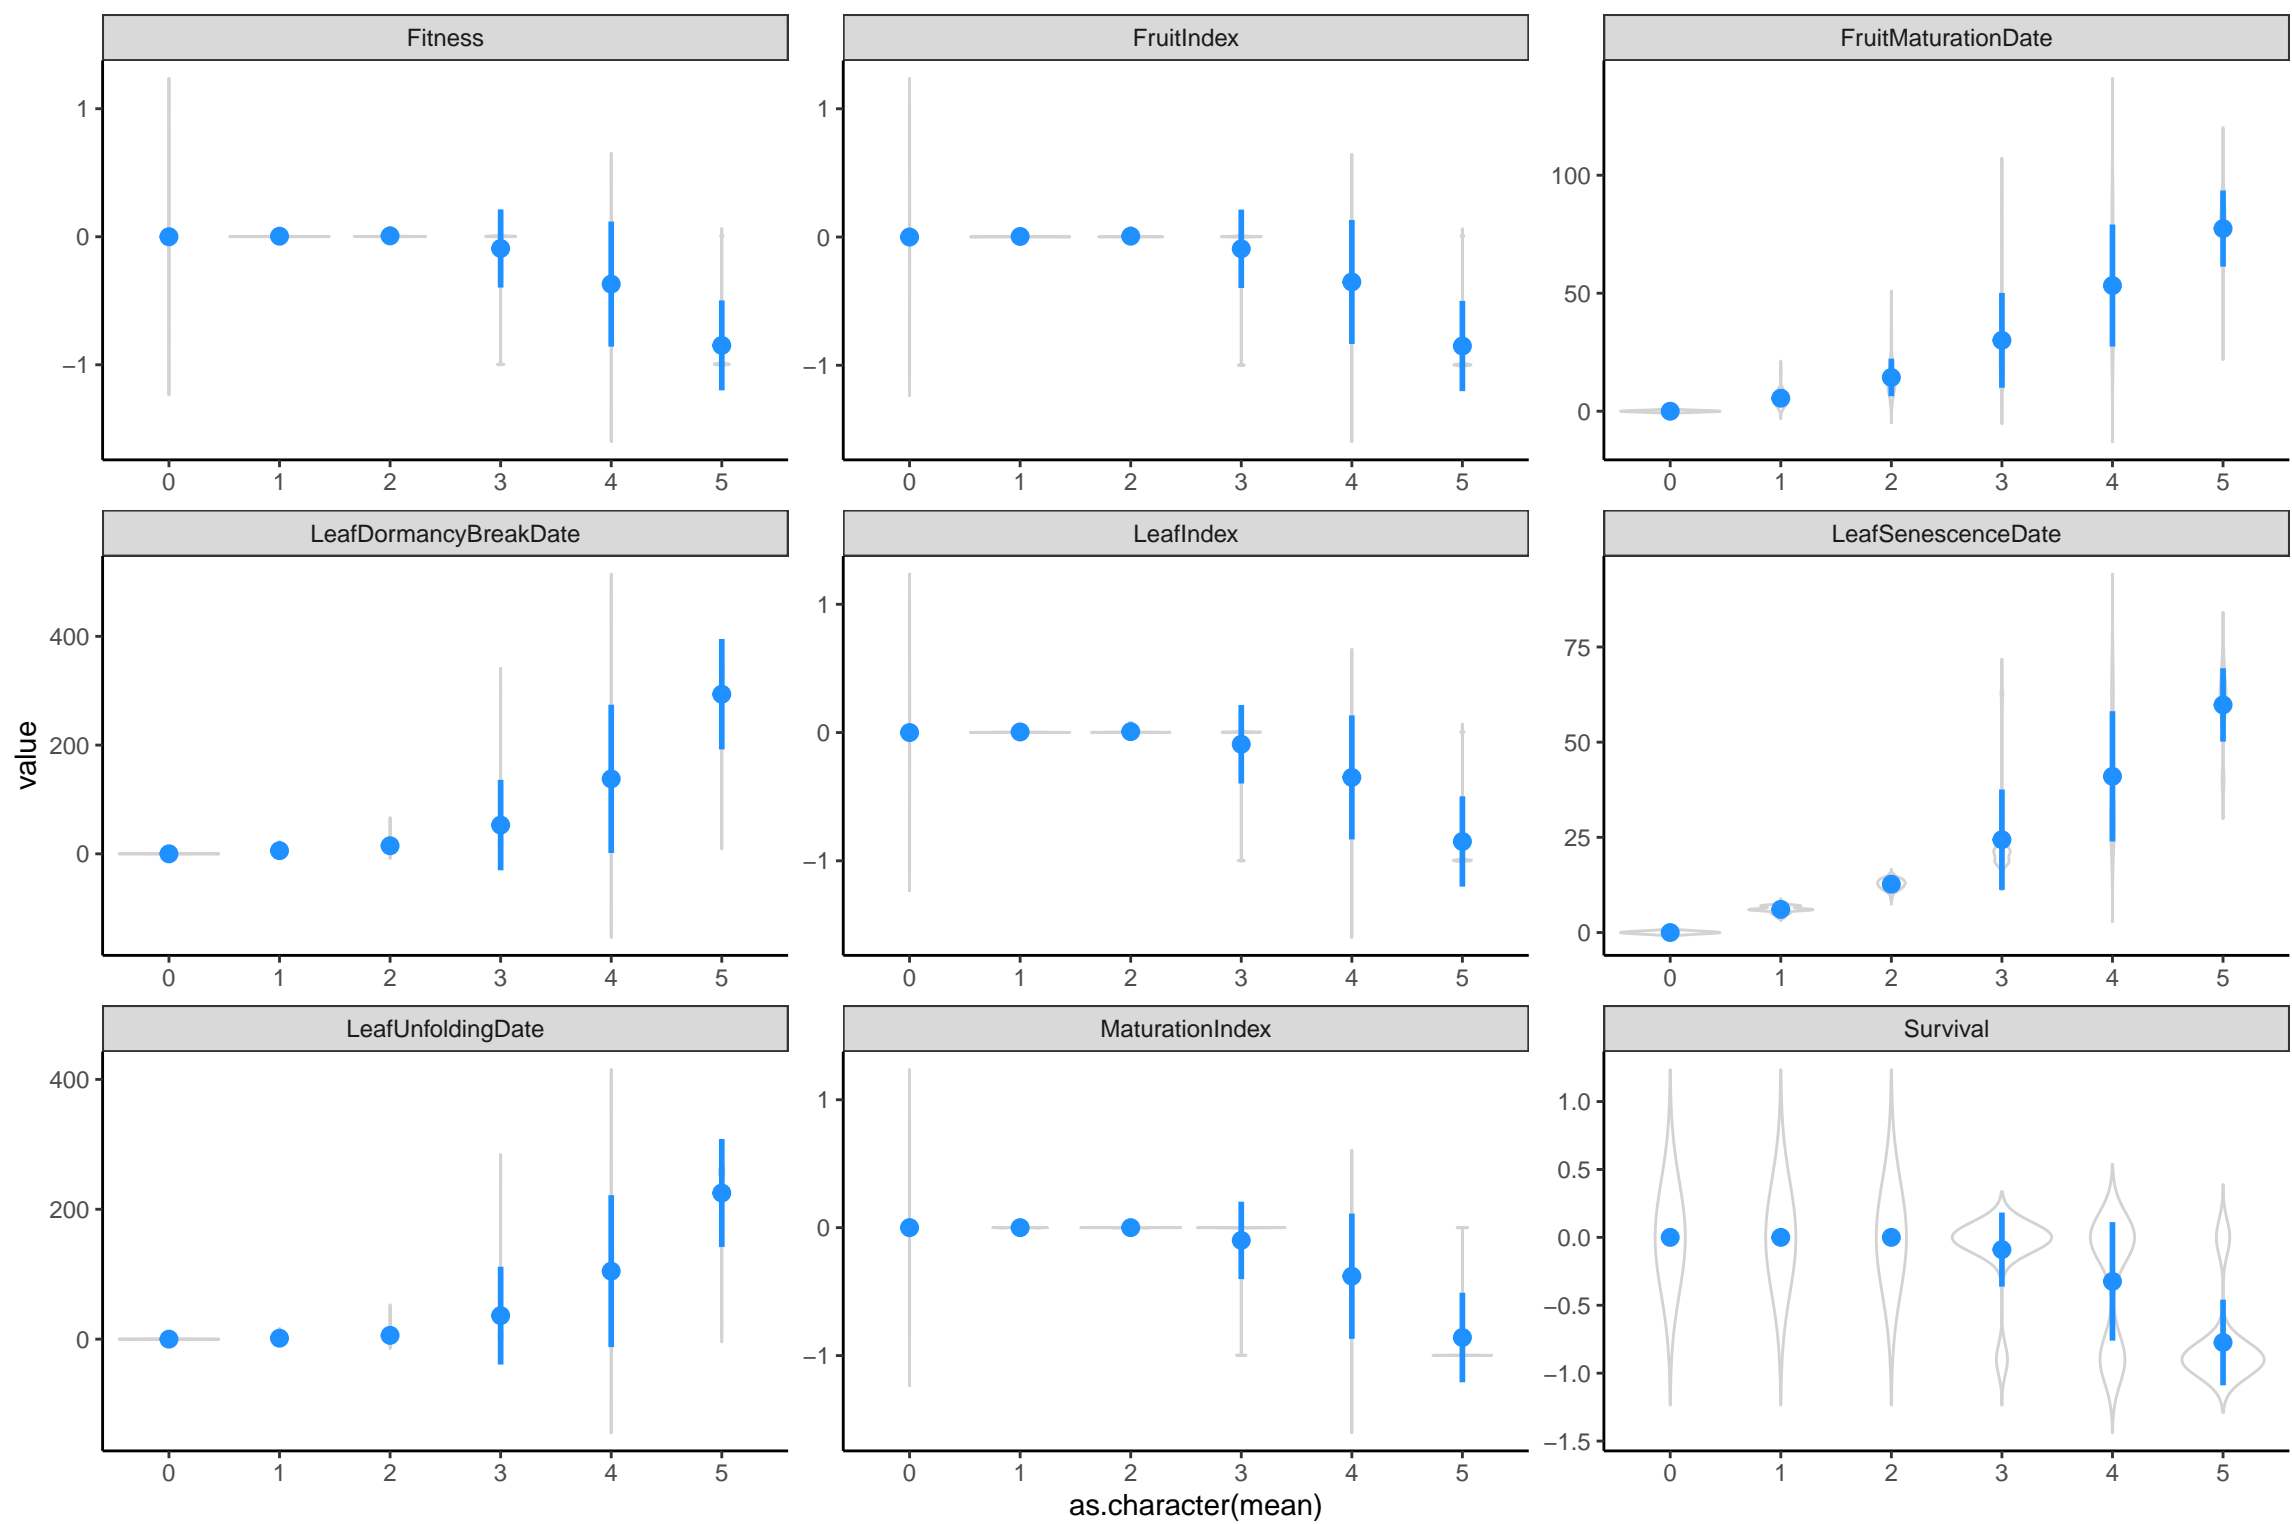 Fitness
1
0
−1
0 1 2 3 4 5
FruitIndex
1
0
−1
0 1 2 3 4 5
FruitMaturationDate
100
50
0
0 1 2 3 4 5
value
LeafDormancyBreakDate
400
200
0
0 1 2 3 4 5
LeafIndex
1
0
−1
0 1 2 3 4 5
LeafSenescenceDate
75
50
25
0
0 1 2 3 4 5
LeafUnfoldingDate
400
200
0
0 1 2 3 4 5
MaturationIndex
1
0
−1
0 1 2 3 4 5
Survival
1.0
0.5
0.0
−0.5
−1.0
−1.5
0 1 2 3 4 5
as.character(mean)